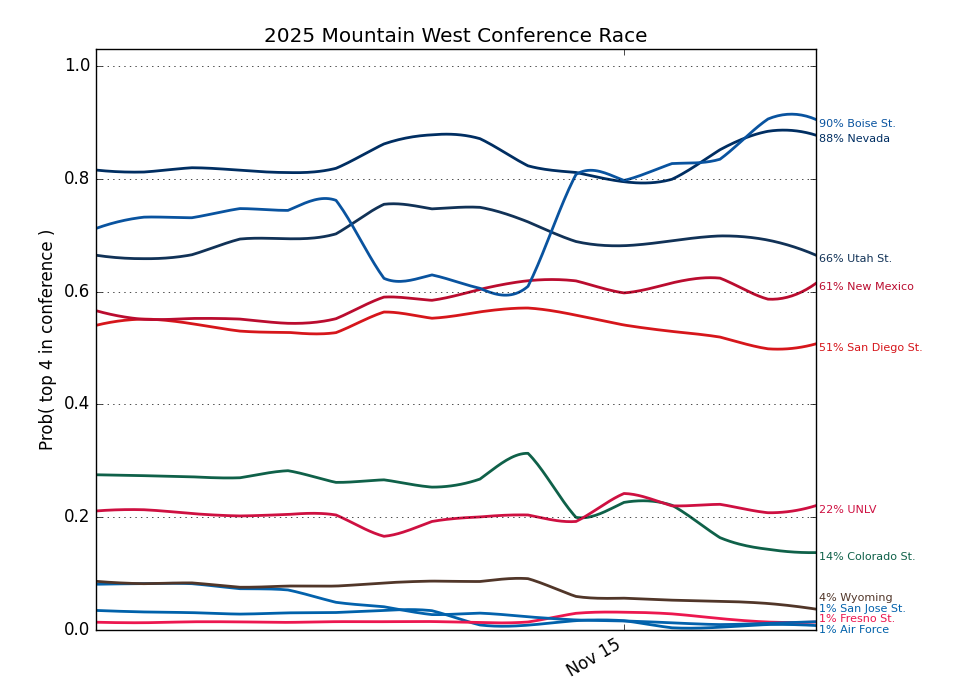 2025 Mountain West Conference Race
Prob( top 4 in conference )
1.0
0.8
0.6
0.4
0.2
0.0
Nov 15
90% Boise St.
88% Nevada
66% Utah St.
61% New Mexico
51% San Diego St.
22% UNLV
14% Colorado St.
4% Wyoming
1% San Jose St.
1% Fresno St.
1% Air Force